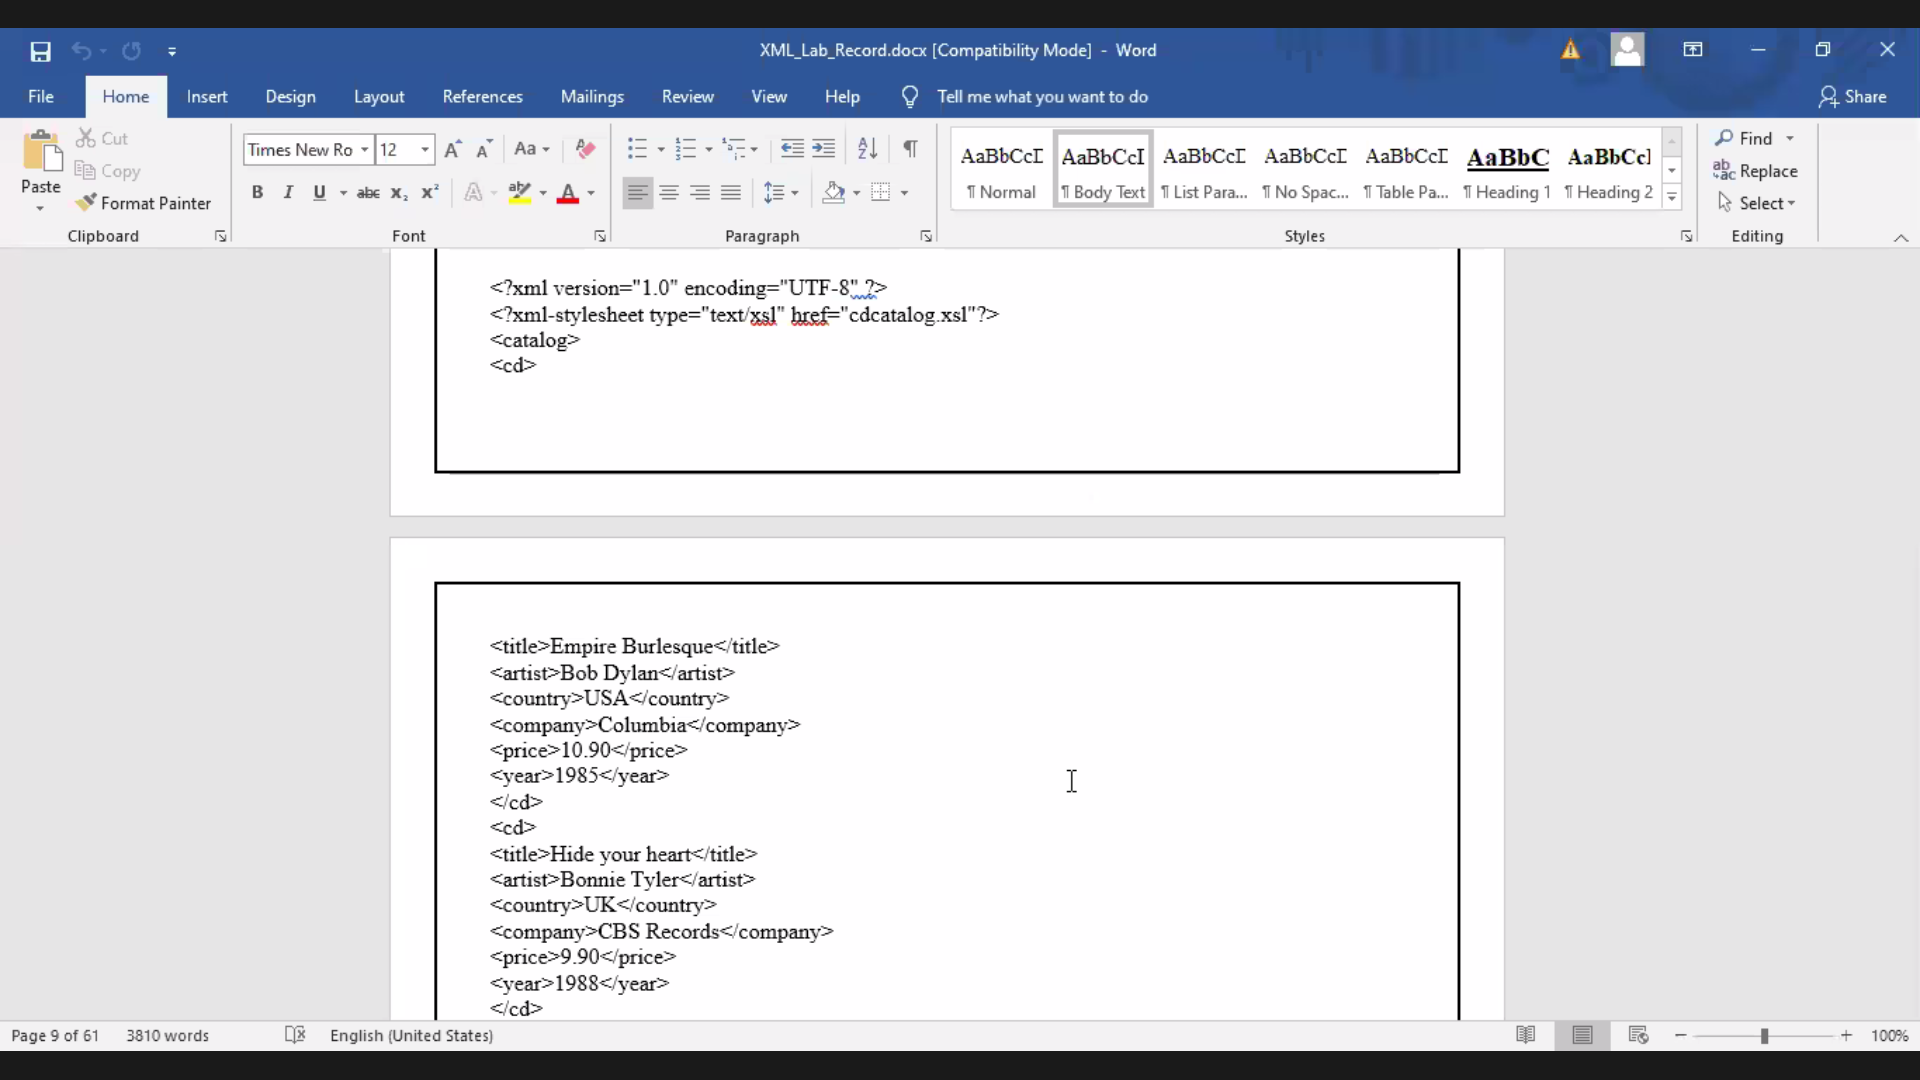 XML_Lab_Record.docx [Compatibility Mode] - Word
File Home Insert Design Layout References Mailings Review View Help Tell me what you want to do Share
Paste
Cut
Copy
Format Painter
Clipboard
Times New Ro 12
Font
Paragraph
AaBbCcI AaBbCcI AaBbCcI AaBbCcI AaBbCcI AaBbC AaBbCcI
¶ Normal ¶ Body Text ¶ List Para... ¶ No Spac... ¶ Table Pa... ¶ Heading 1 ¶ Heading 2
Styles
Find
Replace
Select
Editing
<?xml version="1.0" encoding="UTF-8" ?>
<?xml-stylesheet type="text/xsl" href="cdcatalog.xsl"?>
<catalog>
<cd>
<title>Empire Burlesque</title>
<artist>Bob Dylan</artist>
<country>USA</country>
<company>Columbia</company>
<price>10.90</price>
<year>1985</year>
</cd>
<cd>
<title>Hide your heart</title>
<artist>Bonnie Tyler</artist>
<country>UK</country>
<company>CBS Records</company>
<price>9.90</price>
<year>1988</year>
</cd>
Page 9 of 61 3810 words English (United States) 100%